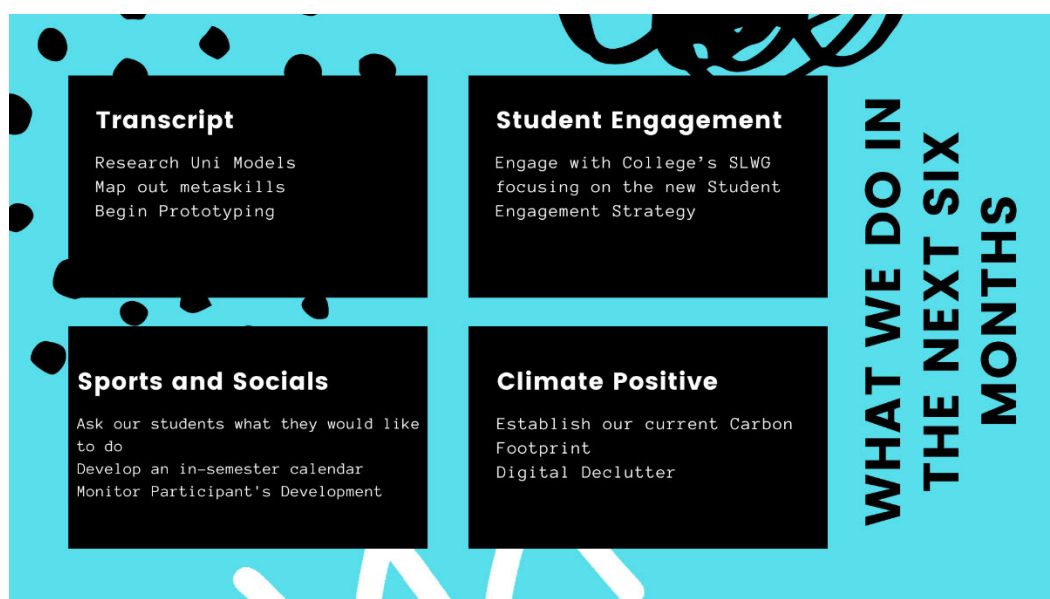 Transcript
Research Uni Models
Map out metaskills
Begin Prototyping
Student Engagement
Engage with College's SLWG
focusing on the new Student
Engagement Strategy
Sports and Socials
Ask our students what they would like
to do
Develop an in-semester calendar
Monitor Participant's Development
Climate Positive
Establish our current Carbon
Footprint
Digital Declutter
WHAT WE DO IN
THE NEXT SIX
MONTHS